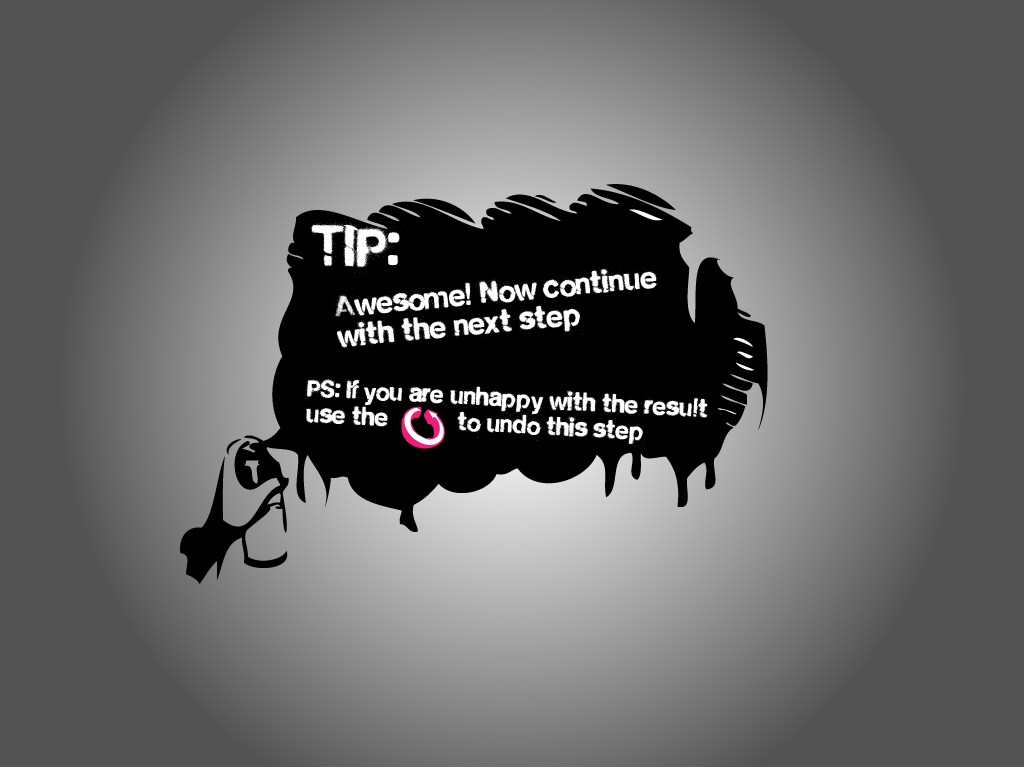 TIP:
Awesome! Now continue
with the next step
PS: If you are unhappy with the result
use the to undo this step